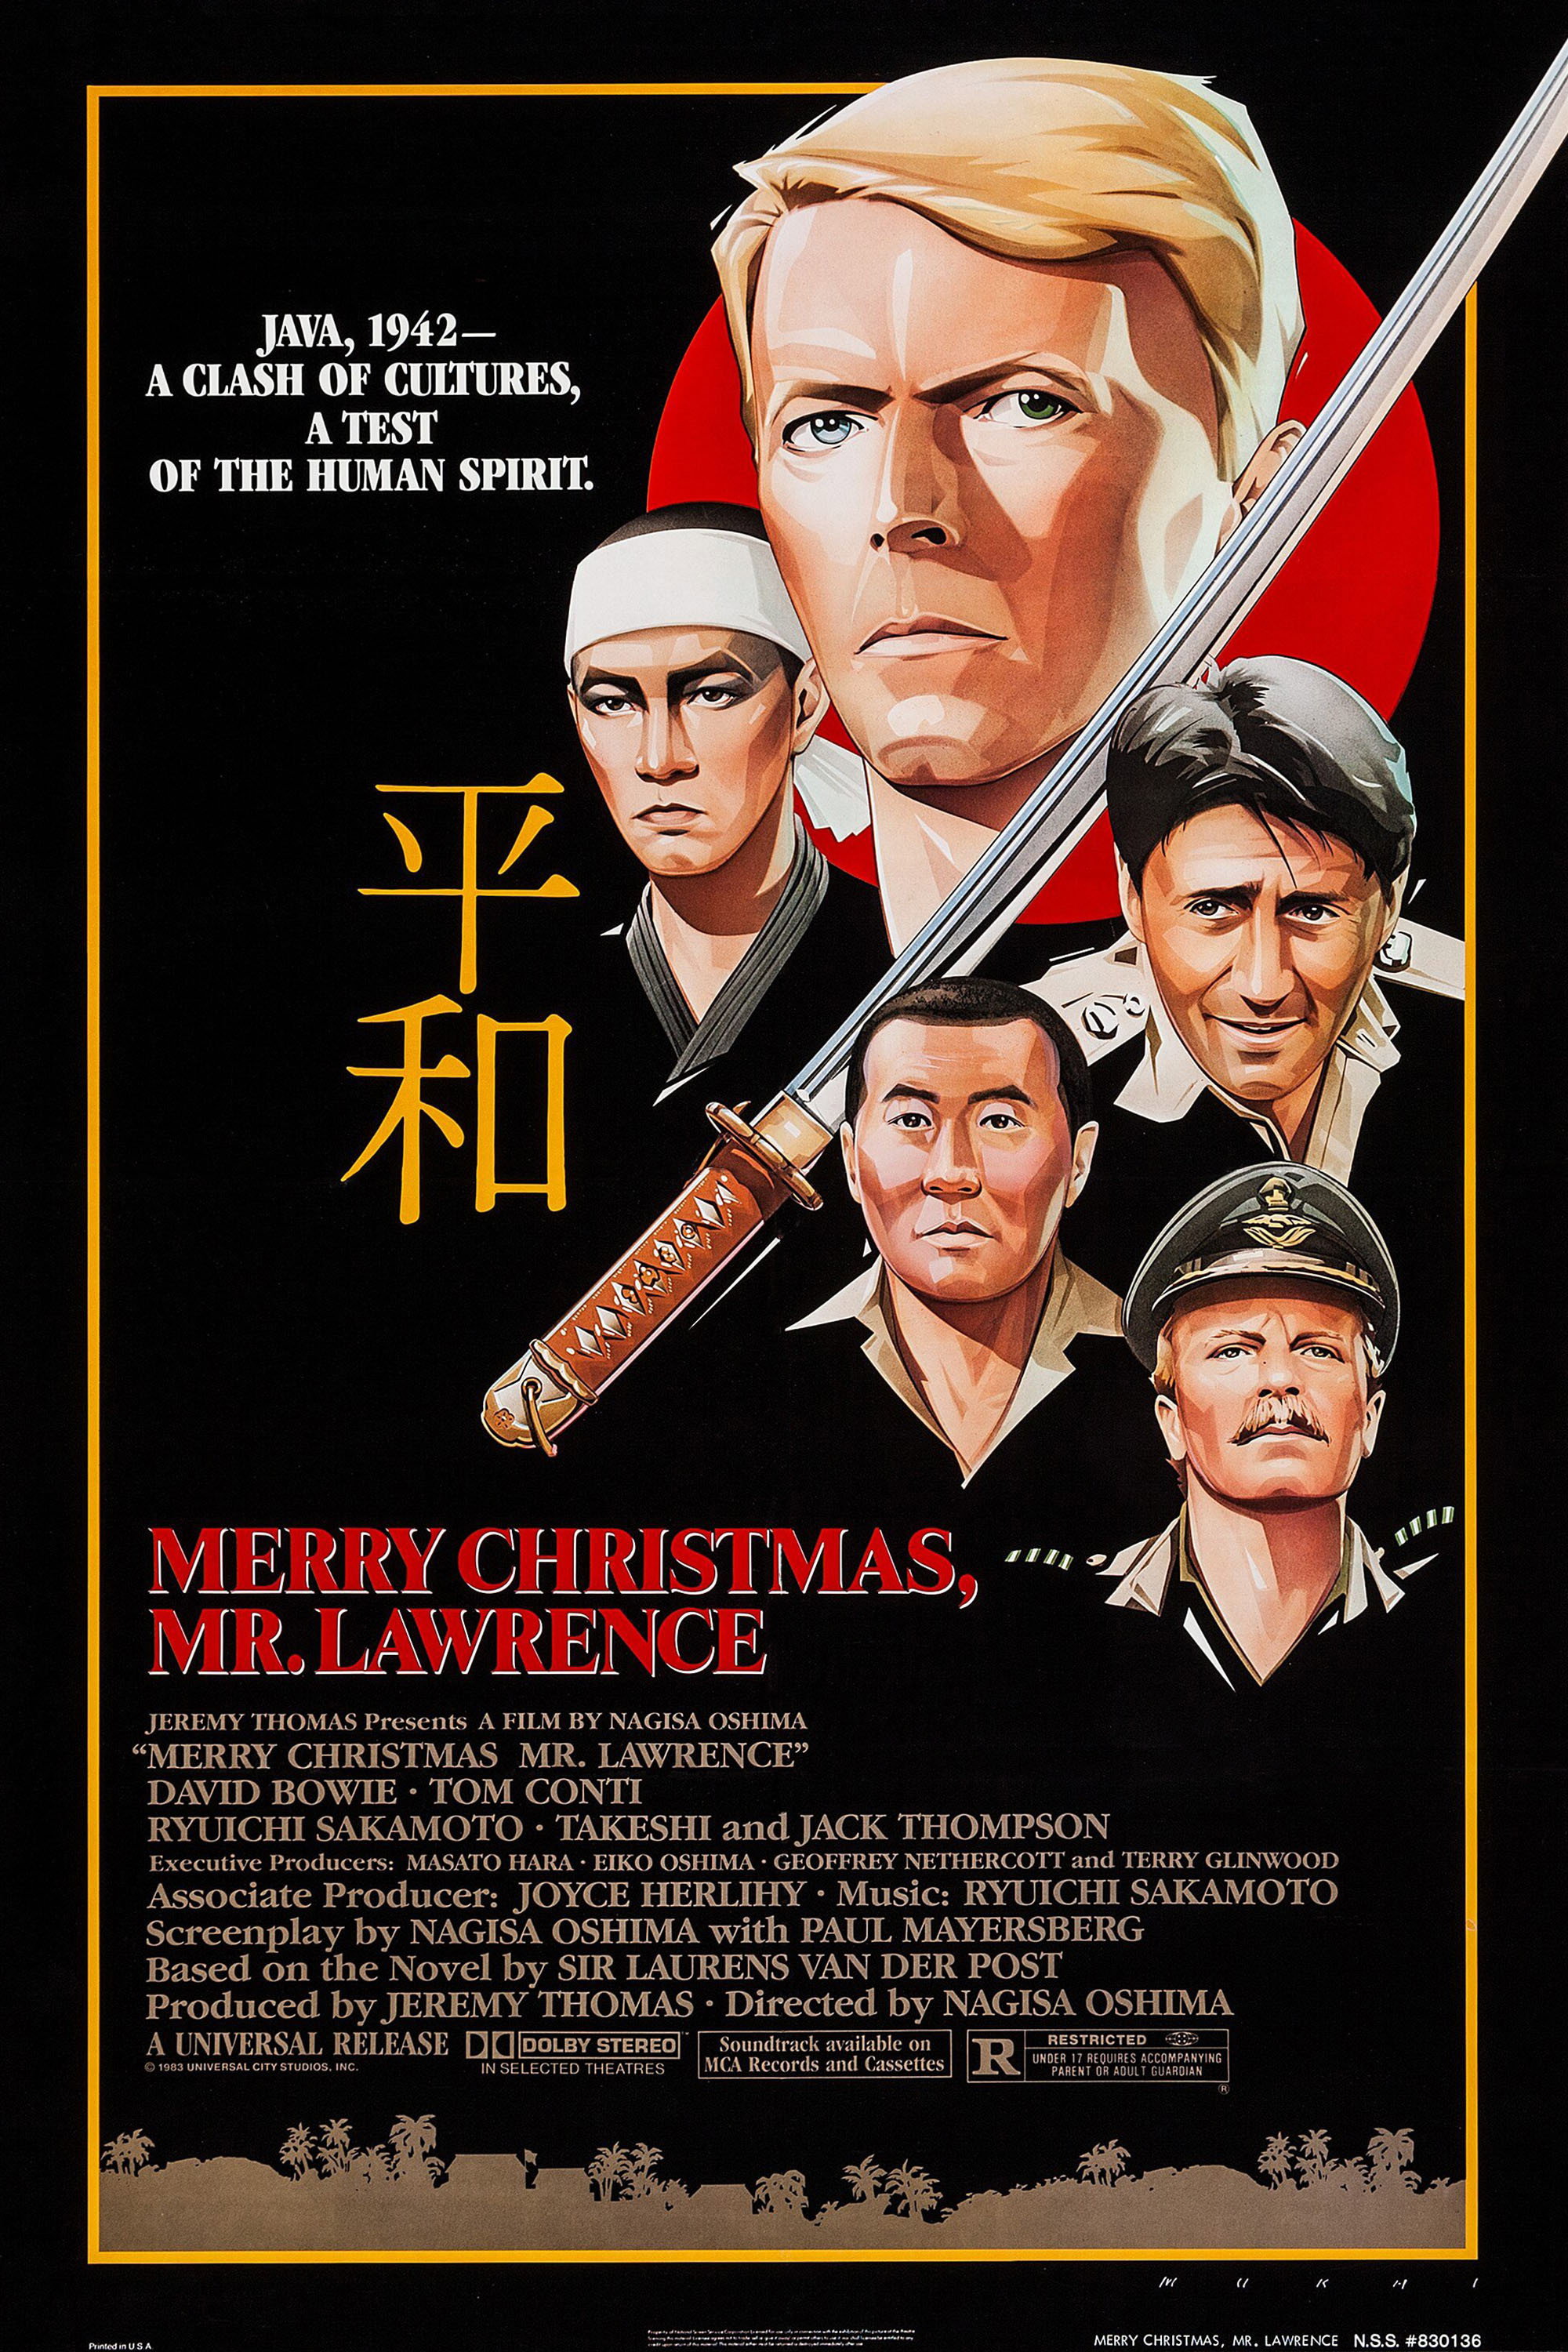 JAVA, 1942—
A CLASH OF CULTURES,
A TEST
OF THE HUMAN SPIRIT.
平
和
MERRY CHRISTMAS,
MR. LAWRENCE
JEREMY THOMAS Presents A FILM BY NAGISA OSHIMA
“MERRY CHRISTMAS MR. LAWRENCE”
DAVID BOWIE · TOM CONTI
RYUICHI SAKAMOTO · TAKESHI and JACK THOMPSON
Executive Producers: MASATO HARA · EIKO OSHIMA · GEOFFREY NETHERCOTT and TERRY GLINWOOD
Associate Producer: JOYCE HERLIHY · Music: RYUICHI SAKAMOTO
Screenplay by NAGISA OSHIMA with PAUL MAYERSBERG
Based on the Novel by SIR LAURENS VAN DER POST
Produced by JEREMY THOMAS · Directed by NAGISA OSHIMA
A UNIVERSAL RELEASE
© 1983 UNIVERSAL CITY STUDIOS, INC.
DOLBY STEREO
IN SELECTED THEATRES
Soundtrack available on
MCA Records and Cassettes
R
RESTRICTED
UNDER 17 REQUIRES ACCOMPANYING
PARENT OR ADULT GUARDIAN
®
M U K A I
Printed in U.S.A.
MERRY CHRISTMAS, MR. LAWRENCE N.S.S. #830136